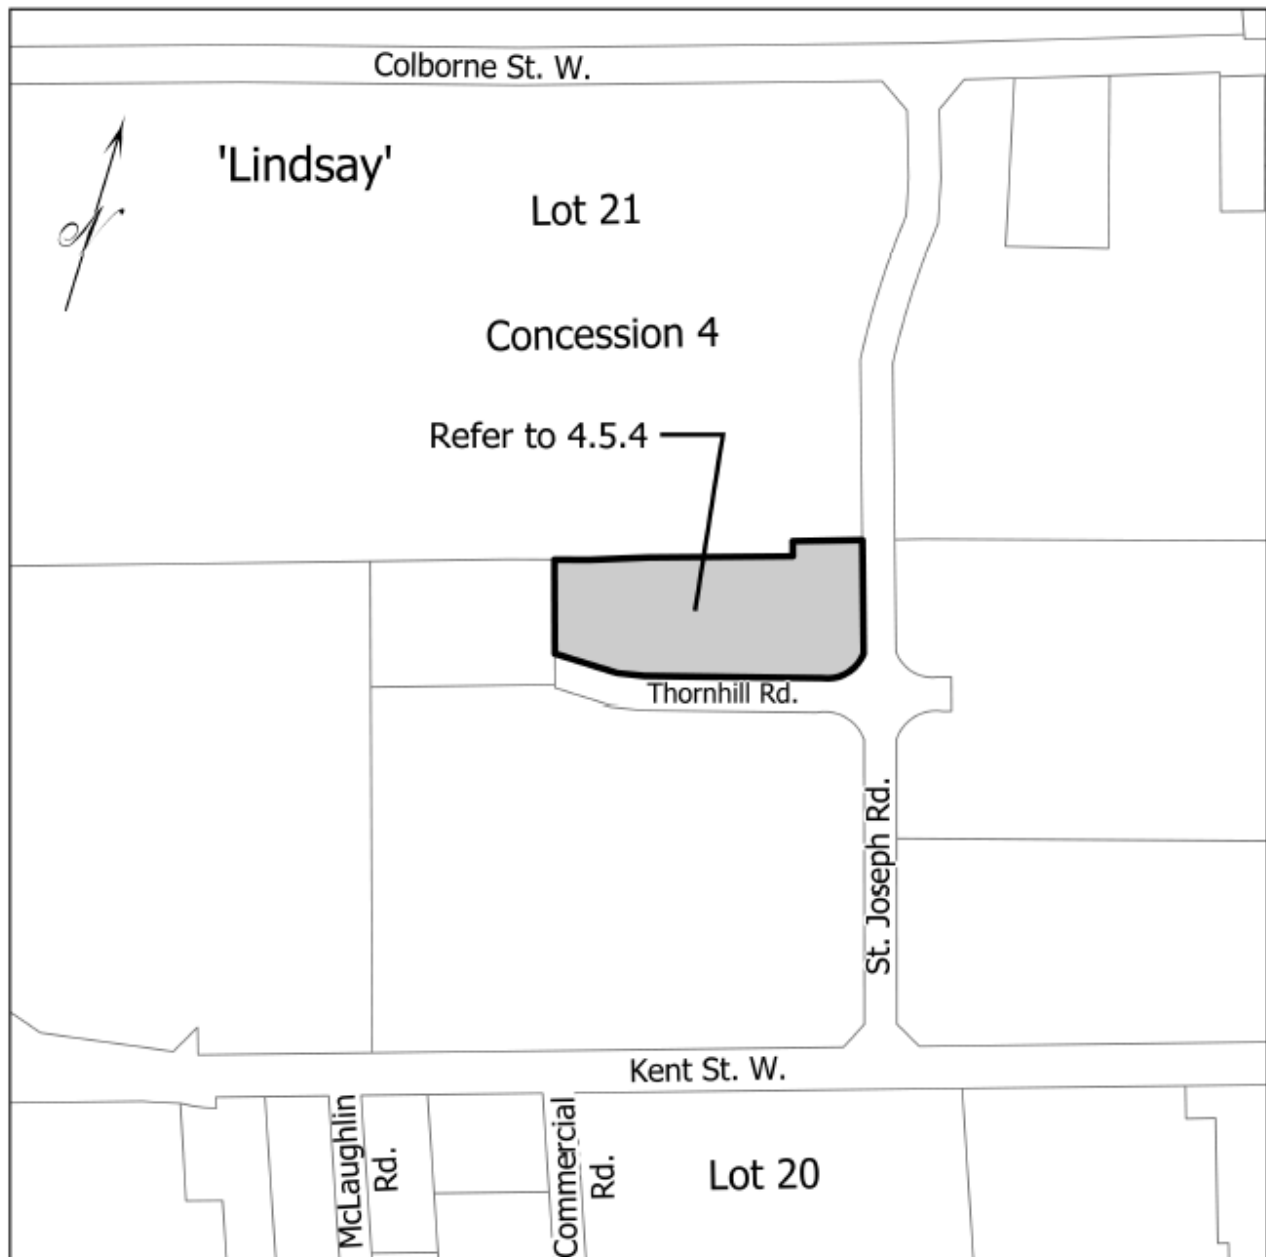 Colborne St. W.
'Lindsay'
Lot 21
Concession 4
Refer to 4.5.4
Thornhill Rd.
St. Joseph Rd.
Kent St. W.
McLaughlin
Rd.
Commercial
Rd.
Lot 20